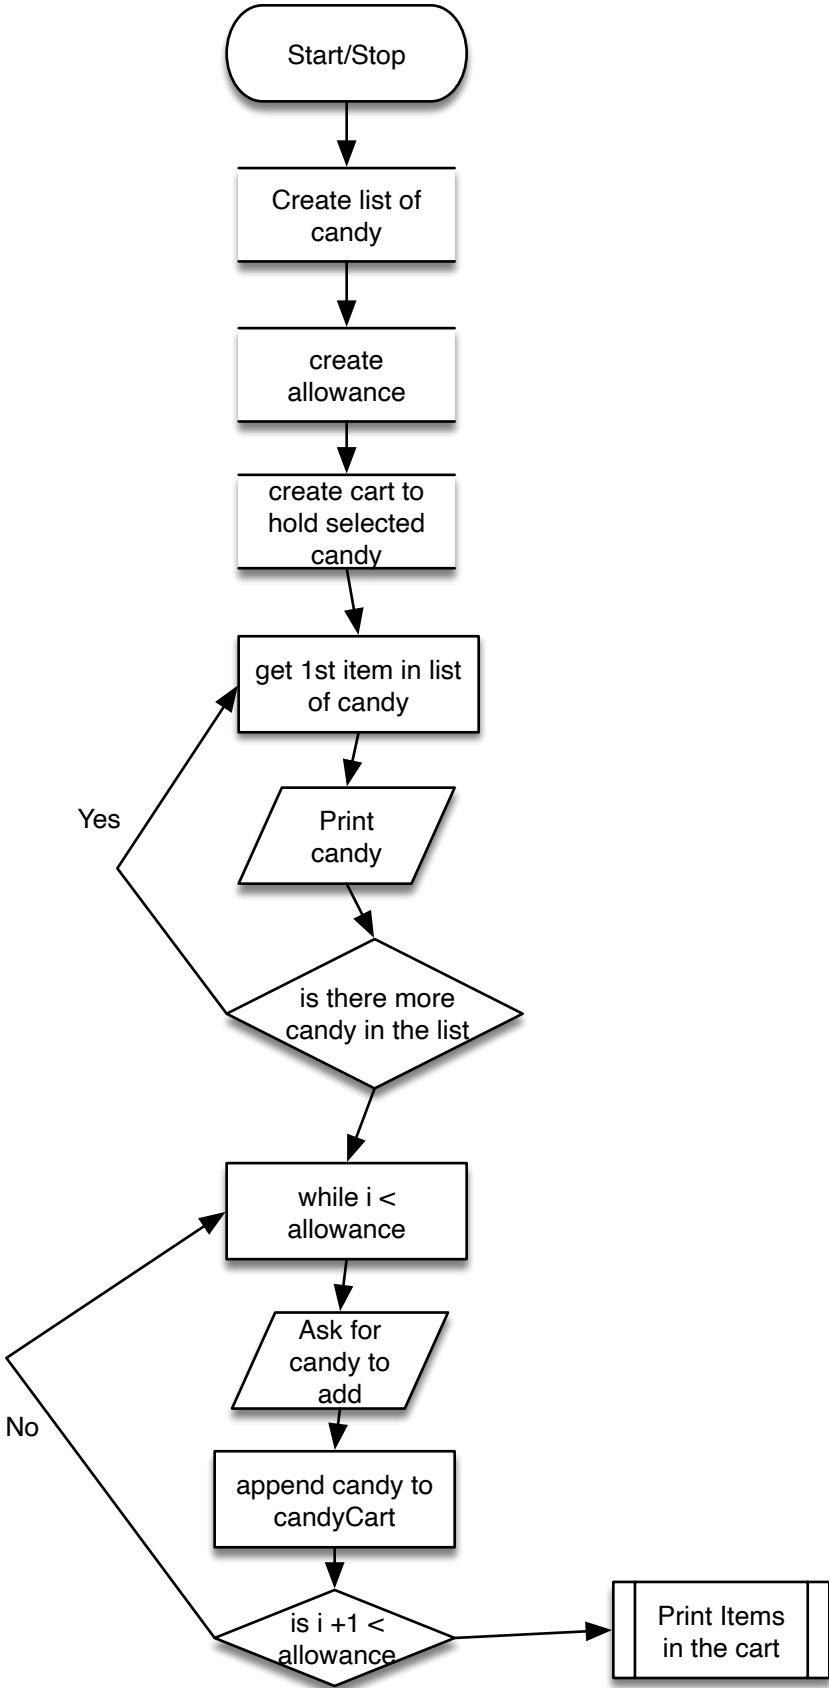 Start/Stop
Create list of
candy
create
allowance
create cart to
hold selected
candy
get 1st item in list
of candy
Yes
Print
candy
is there more
candy in the list
while i <
allowance
Ask for
candy to
add
No
append candy to
candyCart
is i +1 <
allowance
Print Items
in the cart